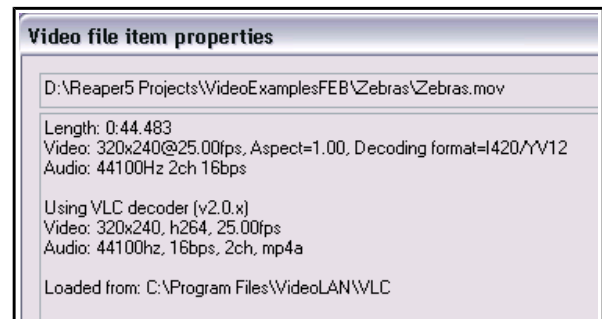 Video file item properties
D:\Reaper5 Projects\VideoExamplesFEB\Zebras\Zebras.mov
Length: 0:44.483
Video: 320x240@25.00fps, Aspect=1.00, Decoding format=I420/YV12
Audio: 44100Hz 2ch 16bps
Using VLC decoder (v2.0.x)
Video: 320x240, h264, 25.00fps
Audio: 44100hz, 16bps, 2ch, mp4a
Loaded from: C:\Program Files\VideoLAN\VLC